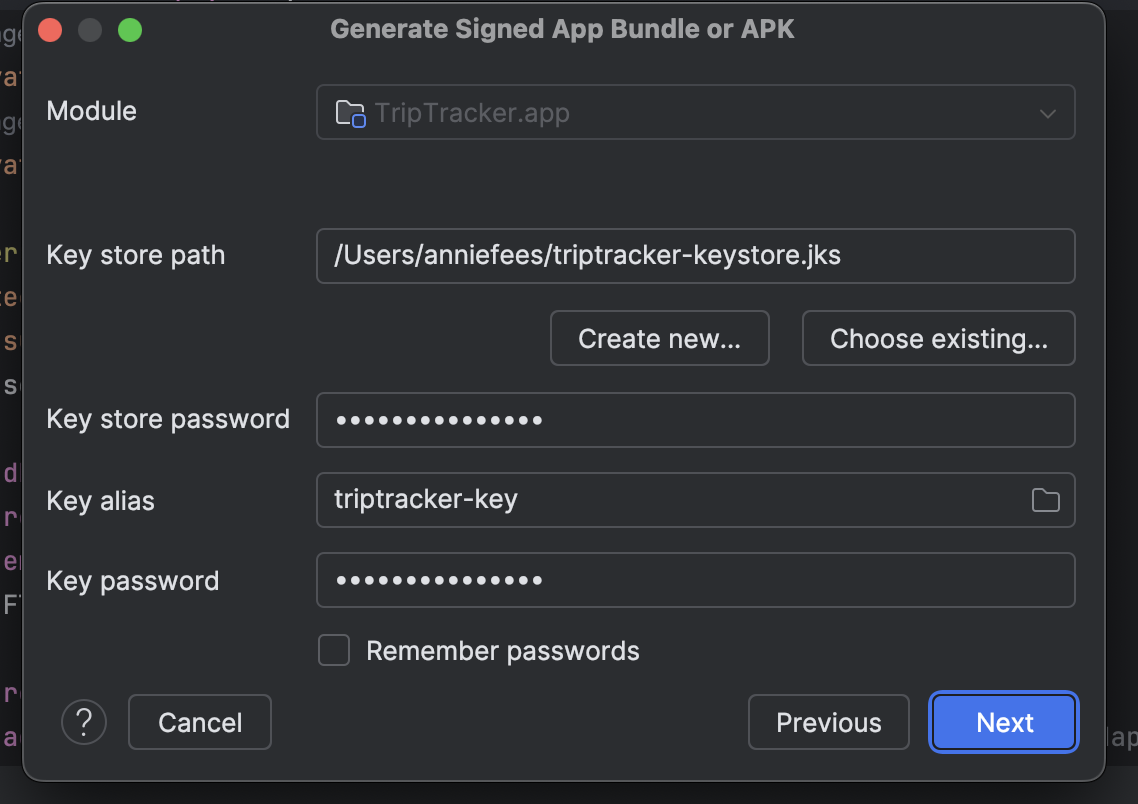 Generate Signed App Bundle or APK
Module
TripTracker.app
Key store path
/Users/anniefees/triptracker-keystore.jks
Create new...
Choose existing...
Key store password
•••••••••••••••
Key alias
triptracker-key
Key password
•••••••••••••••
Remember passwords
?
Cancel
Previous
Next